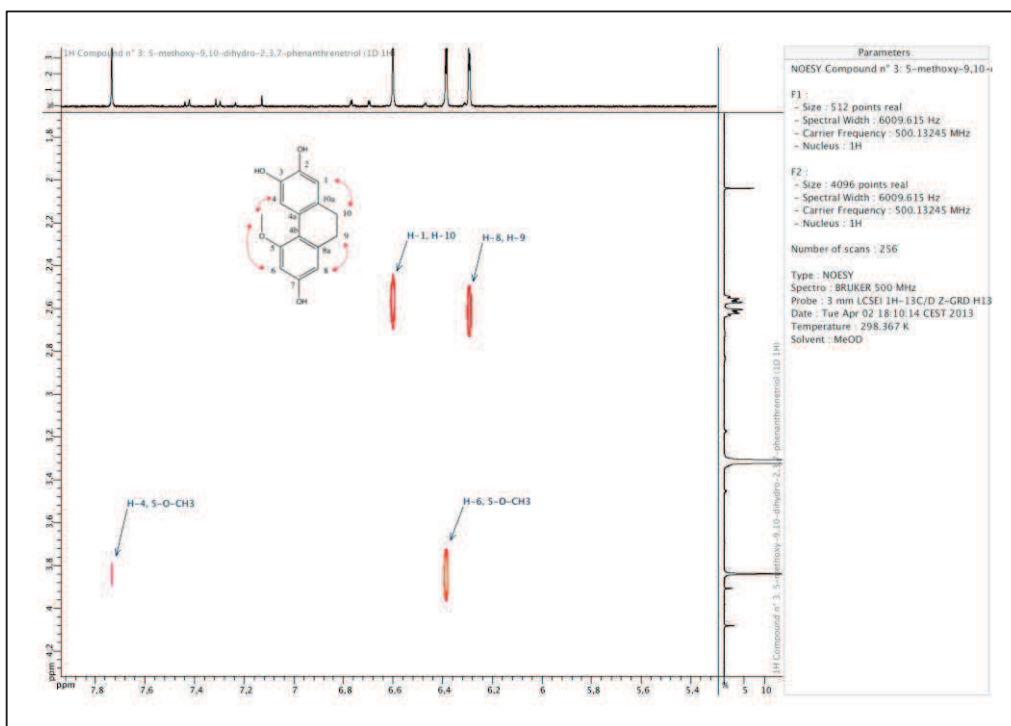 1H Compound n° 3: 5-methoxy-9,10-dihydro-2,3,7-phenanthrenetriol (1D 1H)
3
2
1
%
1,8
2
2,2
2,4
2,6
2,8
3
3,2
3,4
3,6
3,8
4
4,2
ppm
OH
HO
3
2
1
4
10a
4a
10
4b
9
O
5
9a
6
8
7
OH
H-1, H-10
H-8, H-9
H-4, 5-O-CH3
H-6, 5-O-CH3
ppm
7,8
7,6
7,4
7,2
7
6,8
6,6
6,4
6,2
6
5,8
5,6
5,4
1H Compound n° 3: 5-methoxy-9,10-dihydro-2,3,7-phenanthrenetriol (1D 1H)
%
5
10
Parameters
NOESY Compound n° 3: 5-methoxy-9,10-
F1 :
- Size : 512 points real
- Spectral Width : 6009.615 Hz
- Carrier Frequency : 500.13245 MHz
- Nucleus : 1H
F2 :
- Size : 4096 points real
- Spectral Width : 6009.615 Hz
- Carrier Frequency : 500.13245 MHz
- Nucleus : 1H
Number of scans : 256
Type : NOESY
Spectro : BRUKER 500 MHz
Probe : 3 mm LCSEI 1H-13C/D Z-GRD H13
Date : Tue Apr 02 18:10:14 CEST 2013
Temperature : 298.367 K
Solvent : MeOD